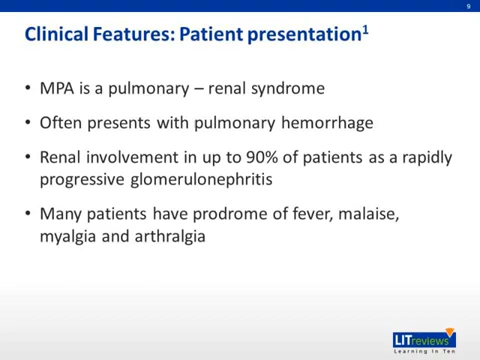 9
Clinical Features: Patient presentation1
• MPA is a pulmonary – renal syndrome
• Often presents with pulmonary hemorrhage
• Renal involvement in up to 90% of patients as a rapidly
progressive glomerulonephritis
• Many patients have prodrome of fever, malaise,
myalgia and arthralgia
LITreviews
Learning in Ten